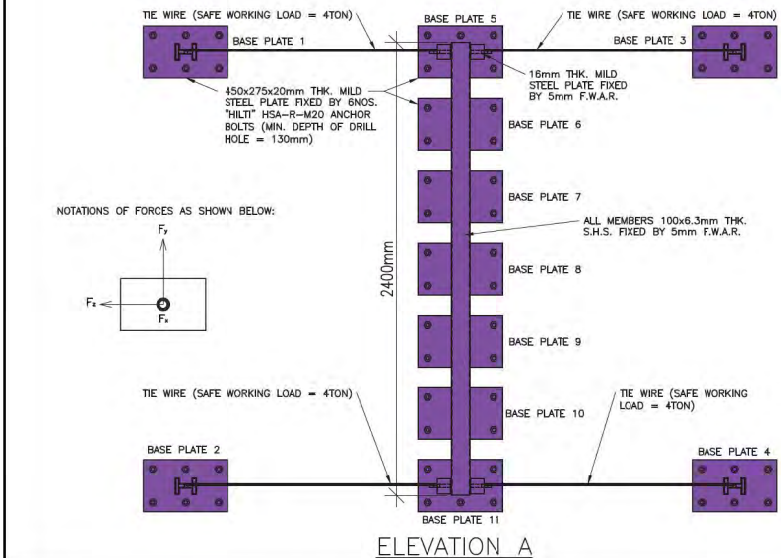 TIE WIRE (SAFE WORKING LOAD = 4TON)
BASE PLATE 5
TIE WIRE (SAFE WORKING LOAD = 4TON)
BASE PLATE 1
BASE PLATE 3
450x275x20mm THK. MILD
STEEL PLATE FIXED BY 6NOS.
"HILTI" HSA-R-M20 ANCHOR
BOLTS (MIN. DEPTH OF DRILL
HOLE = 130mm)
16mm THK. MILD
STEEL PLATE FIXED
BY 5mm F.W.A.R.
BASE PLATE 6
BASE PLATE 7
NOTATIONS OF FORCES AS SHOWN BELOW:
Fy
Fz
Fx
ALL MEMBERS 100x6.3mm THK.
S.H.S. FIXED BY 5mm F.W.A.R.
2400mm
BASE PLATE 8
BASE PLATE 9
TIE WIRE (SAFE WORKING LOAD = 4TON)
TIE WIRE (SAFE WORKING
LOAD = 4TON)
BASE PLATE 10
BASE PLATE 2
BASE PLATE 4
BASE PLATE 11
ELEVATION A